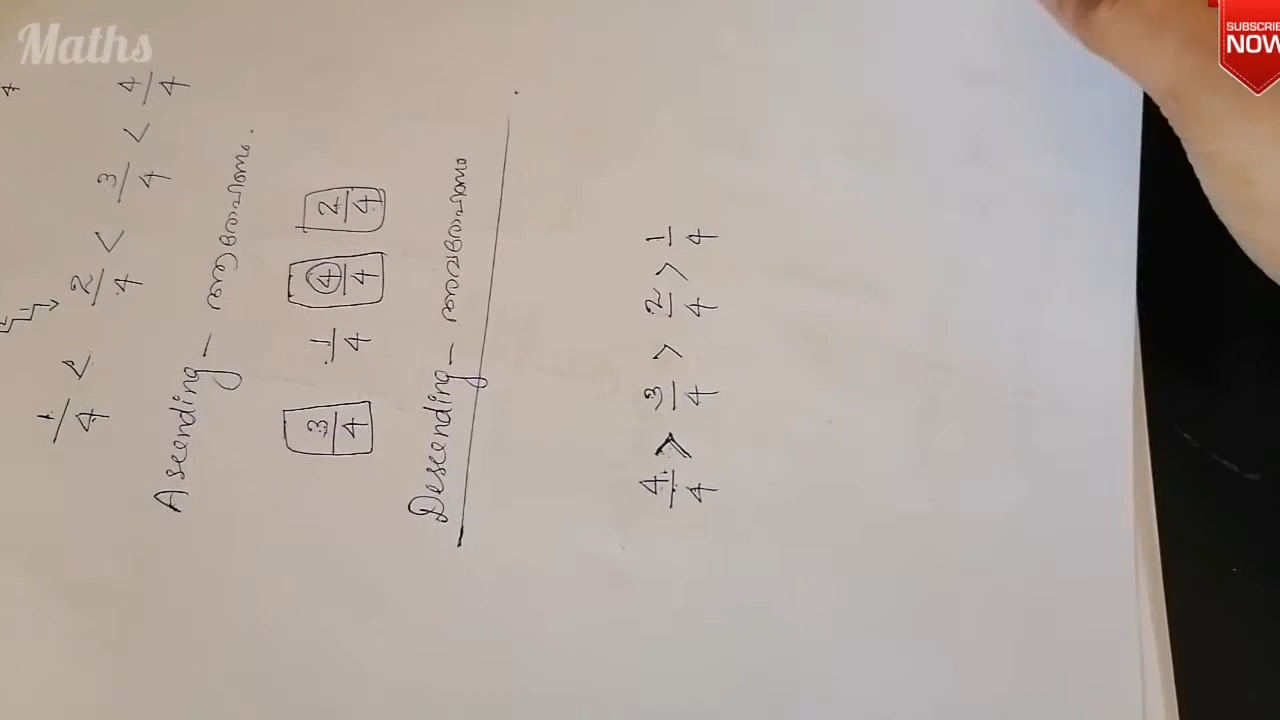 Maths
SUBSCRIBE
NOW
1/4 < 2/4 < 3/4 < 4/4
Ascending –
3/4 1/4 4/4 2/4
Descending –
4/4 > 3/4 > 2/4 > 1/4